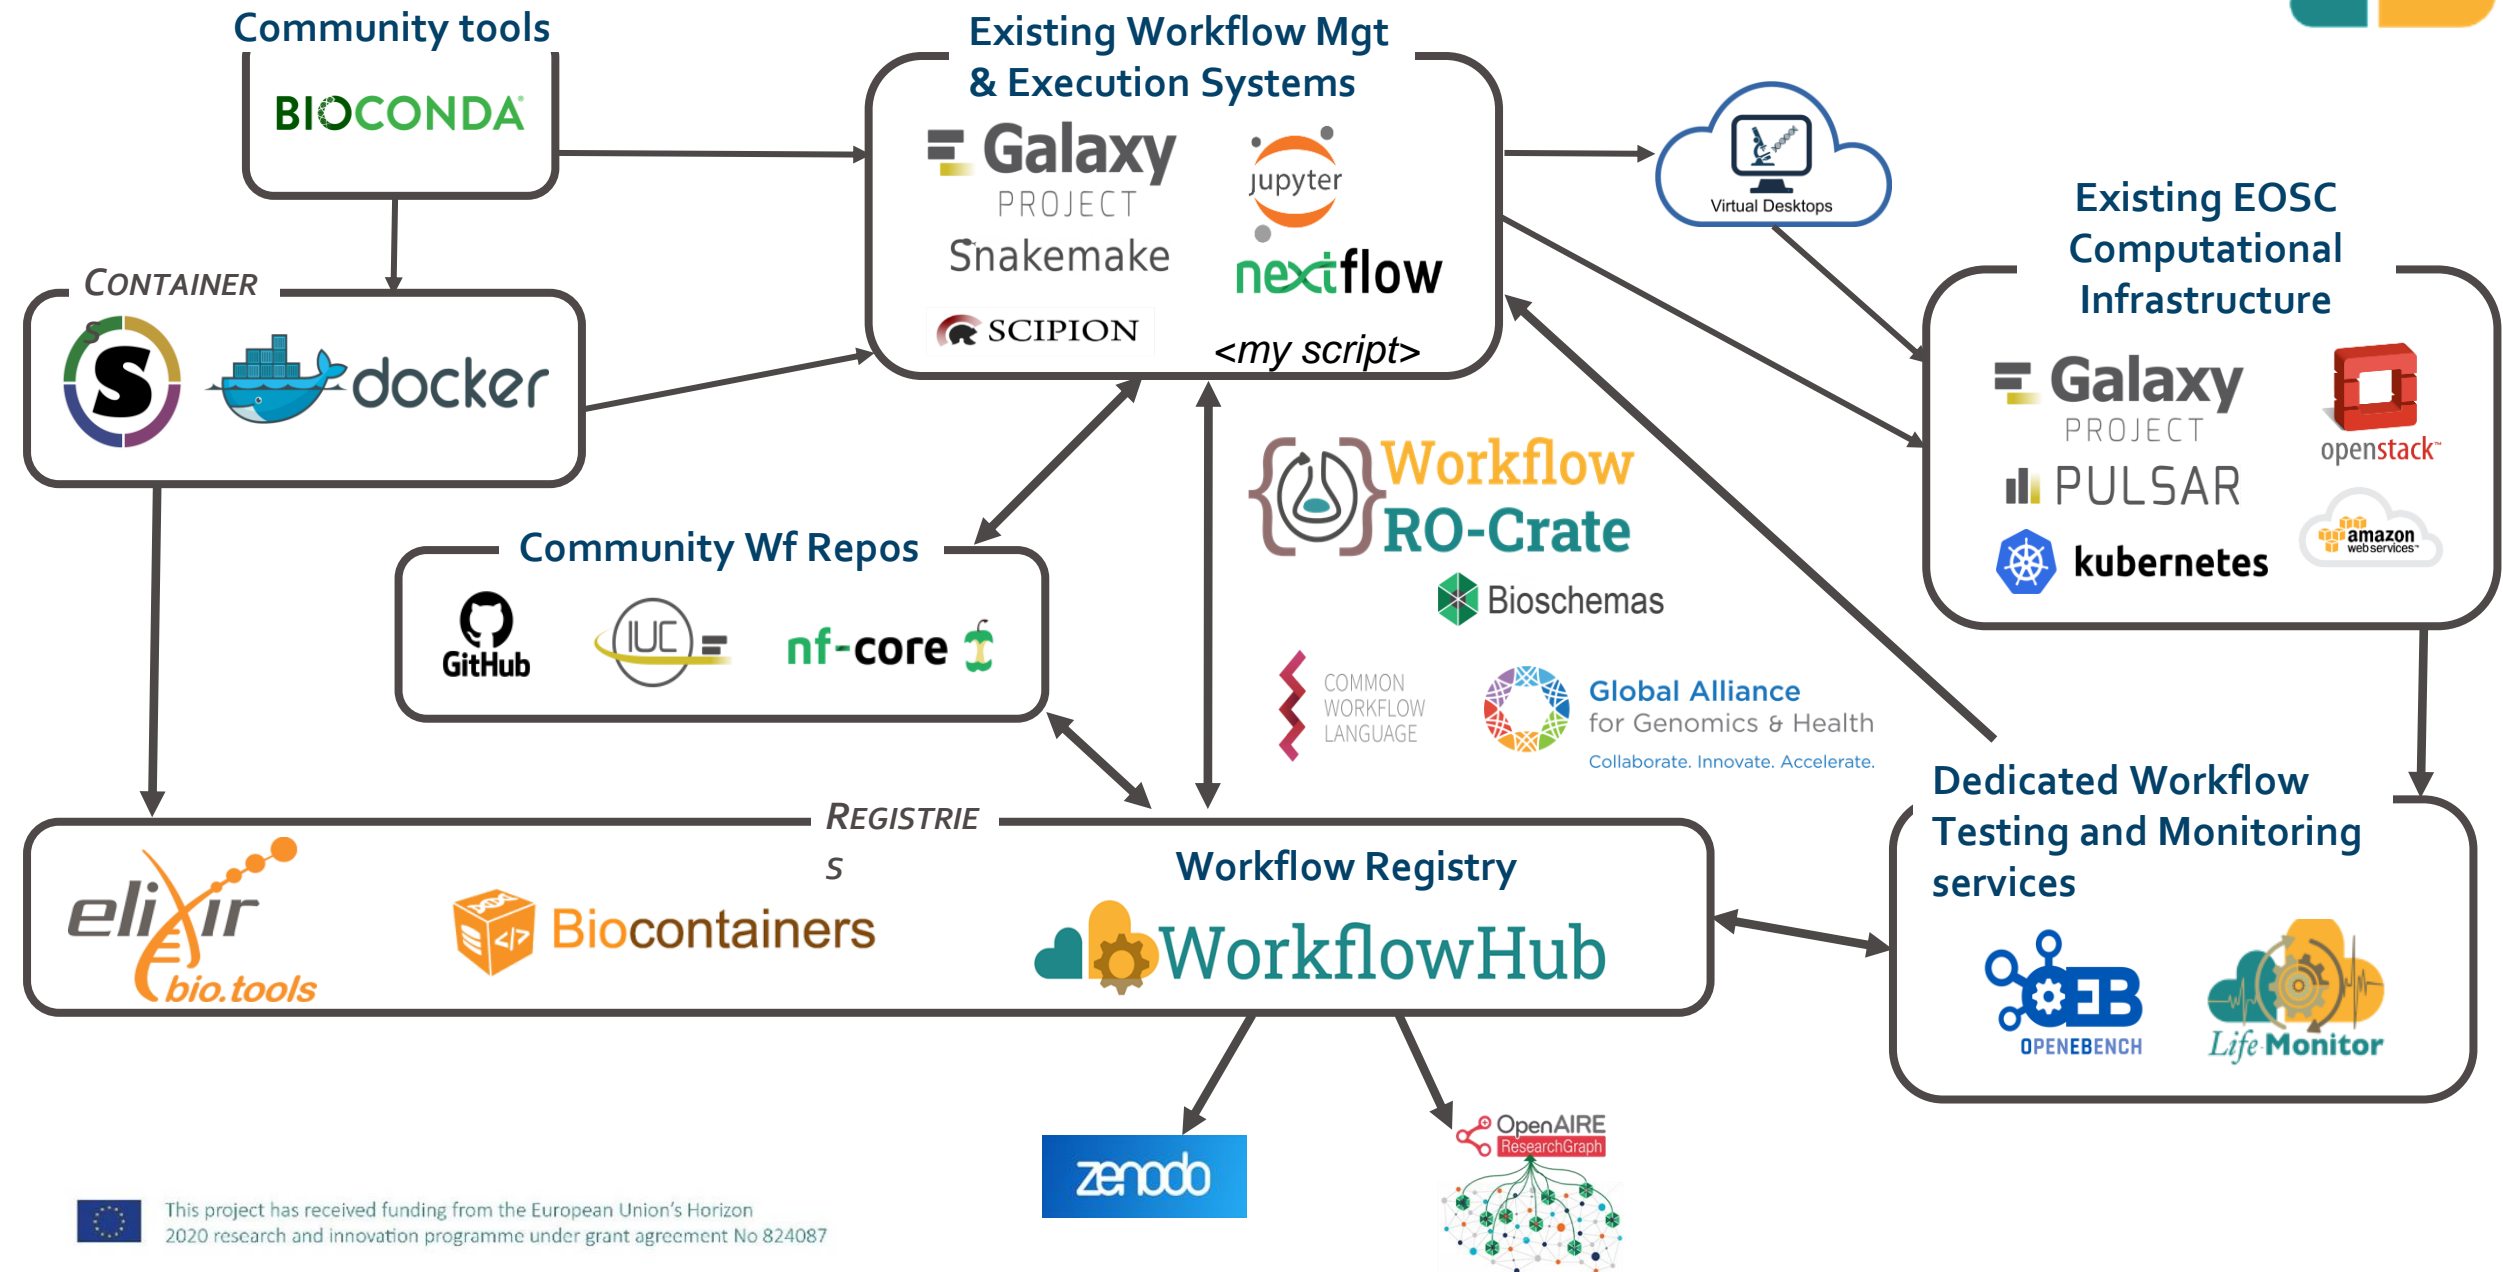 Community tools
BIOCONDA
Existing Workflow Mgt
& Execution Systems
Galaxy
PROJECT
jupyter
Snakemake
nextflow
SCIPION
<my script>
Virtual Desktops
Existing EOSC
Computational
Infrastructure
Galaxy
PROJECT
openstack™
PULSAR
amazon
webservices™
kubernetes
CONTAINER
S
S
docker
Workflow
RO-Crate
Bioschemas
COMMON
WORKFLOW
LANGUAGE
Global Alliance
for Genomics & Health
Collaborate. Innovate. Accelerate.
Community Wf Repos
GitHub
IUC
nf-core
REGISTRIE
S
elixir
bio.tools
</>
Biocontainers
Workflow Registry
WorkflowHub
Dedicated Workflow
Testing and Monitoring
services
EB
OPENEBENCH
Life-Monitor
zenodo
OpenAIRE
ResearchGraph
This project has received funding from the European Union’s Horizon
2020 research and innovation programme under grant agreement No 824087